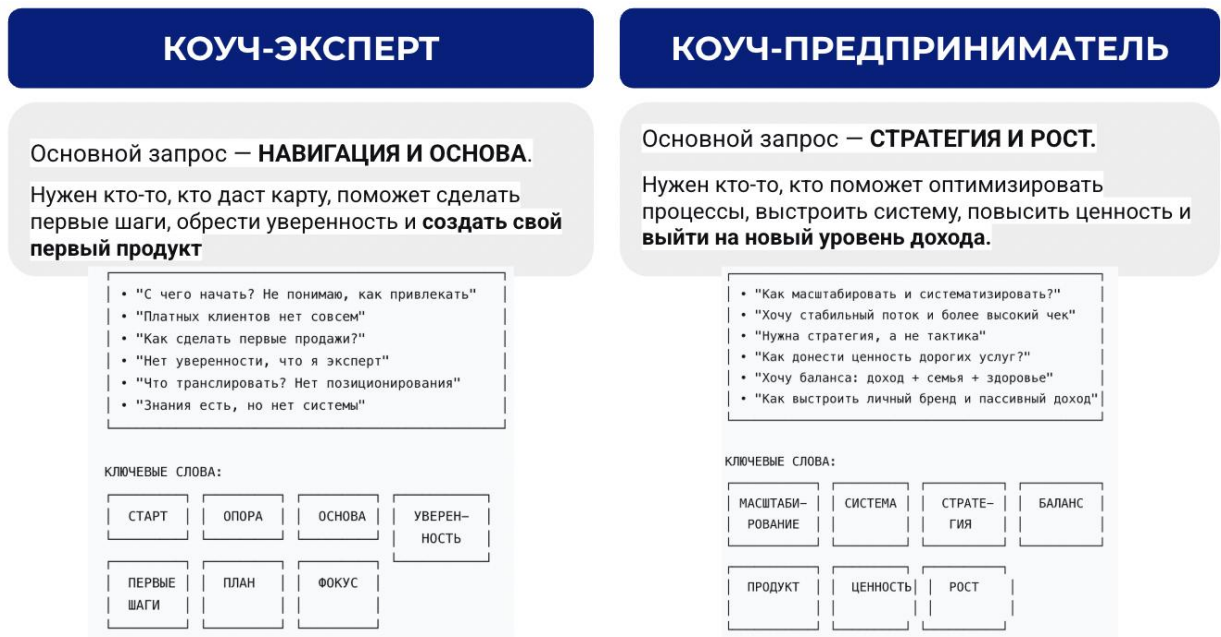 КОУЧ-ЭКСПЕРТ
Основной запрос — НАВИГАЦИЯ И ОСНОВА.
Нужен кто-то, кто даст карту, поможет сделать
первые шаги, обрести уверенность и создать свой
первый продукт
• "С чего начать? Не понимаю, как привлекать"
• "Платных клиентов нет совсем"
• "Как сделать первые продажи?"
• "Нет уверенности, что я эксперт"
• "Что транслировать? Нет позиционирования"
• "Знания есть, но нет системы"
КЛЮЧЕВЫЕ СЛОВА:
СТАРТ
ОПОРА
ОСНОВА
УВЕРЕН–
НОСТЬ
ПЕРВЫЕ
ШАГИ
ПЛАН
ФОКУС
КОУЧ-ПРЕДПРИНИМАТЕЛЬ
Основной запрос — СТРАТЕГИЯ И РОСТ.
Нужен кто-то, кто поможет оптимизировать
процессы, выстроить систему, повысить ценность и
выйти на новый уровень дохода.
• "Как масштабировать и систематизировать?"
• "Хочу стабильный поток и более высокий чек"
• "Нужна стратегия, а не тактика"
• "Как донести ценность дорогих услуг?"
• "Хочу баланса: доход + семья + здоровье"
• "Как выстроить личный бренд и пассивный доход"
КЛЮЧЕВЫЕ СЛОВА:
МАСШТАБИ–
РОВАНИЕ
СИСТЕМА
СТРАТЕ–
ГИЯ
БАЛАНС
ПРОДУКТ
ЦЕННОСТЬ
РОСТ